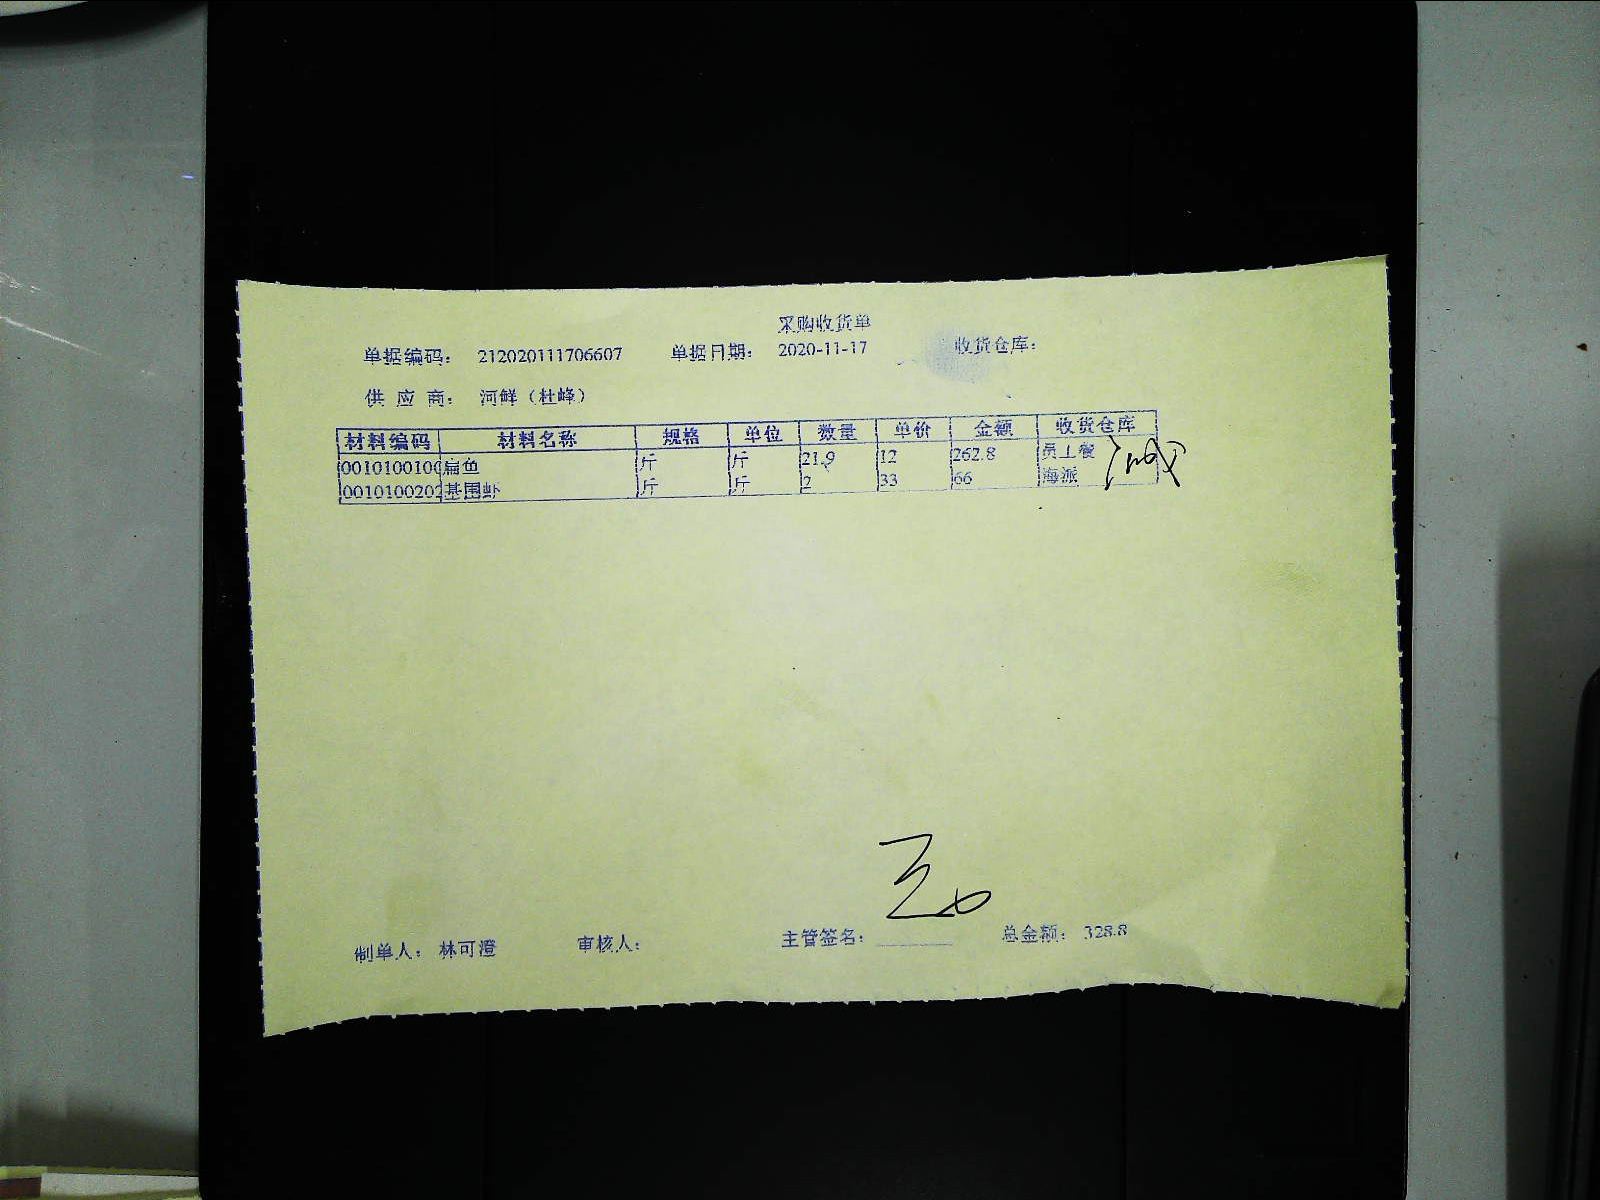 采购收货单
单据编码： 212020111706607 单据日期： 2020-11-17 收货仓库：
供 应 商： 河鲜（杜峰）
材料编码 材料名称 规格 单位 数量 单价 金额 收货仓库
0010100100 扁鱼 斤 斤 21.9 12 262.8 员工餐
0010100202 基围虾 斤 斤 2 33 66 海派
制单人： 林可澄 审核人： 主管签名： 总金额： 328.8